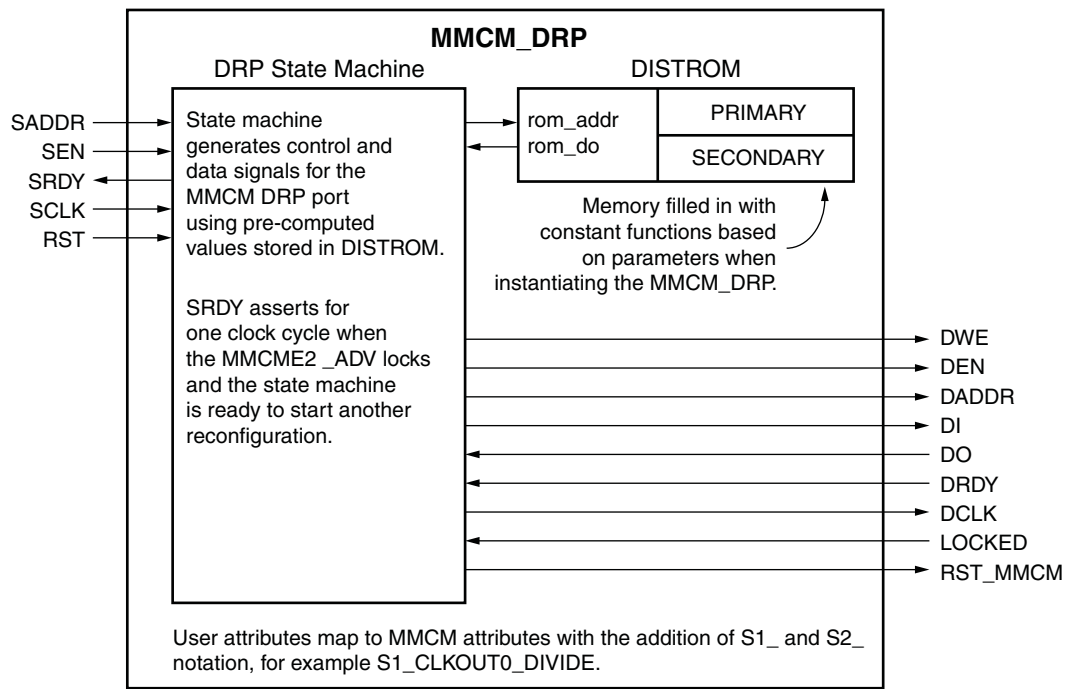 MMCM_DRP
DRP State Machine
DISTROM
SADDR
SEN
SRDY
SCLK
RST
State machine
generates control and
data signals for the
MMCM DRP port
using pre-computed
values stored in DISTROM.
SRDY asserts for
one clock cycle when
the MMCME2 _ADV locks
and the state machine
is ready to start another
reconfiguration.
rom_addr
rom_do
PRIMARY
SECONDARY
Memory filled in with
constant functions based
on parameters when
instantiating the MMCM_DRP.
DWE
DEN
DADDR
DI
DO
DRDY
DCLK
LOCKED
RST_MMCM
User attributes map to MMCM attributes with the addition of S1_ and S2_
notation, for example S1_CLKOUT0_DIVIDE.